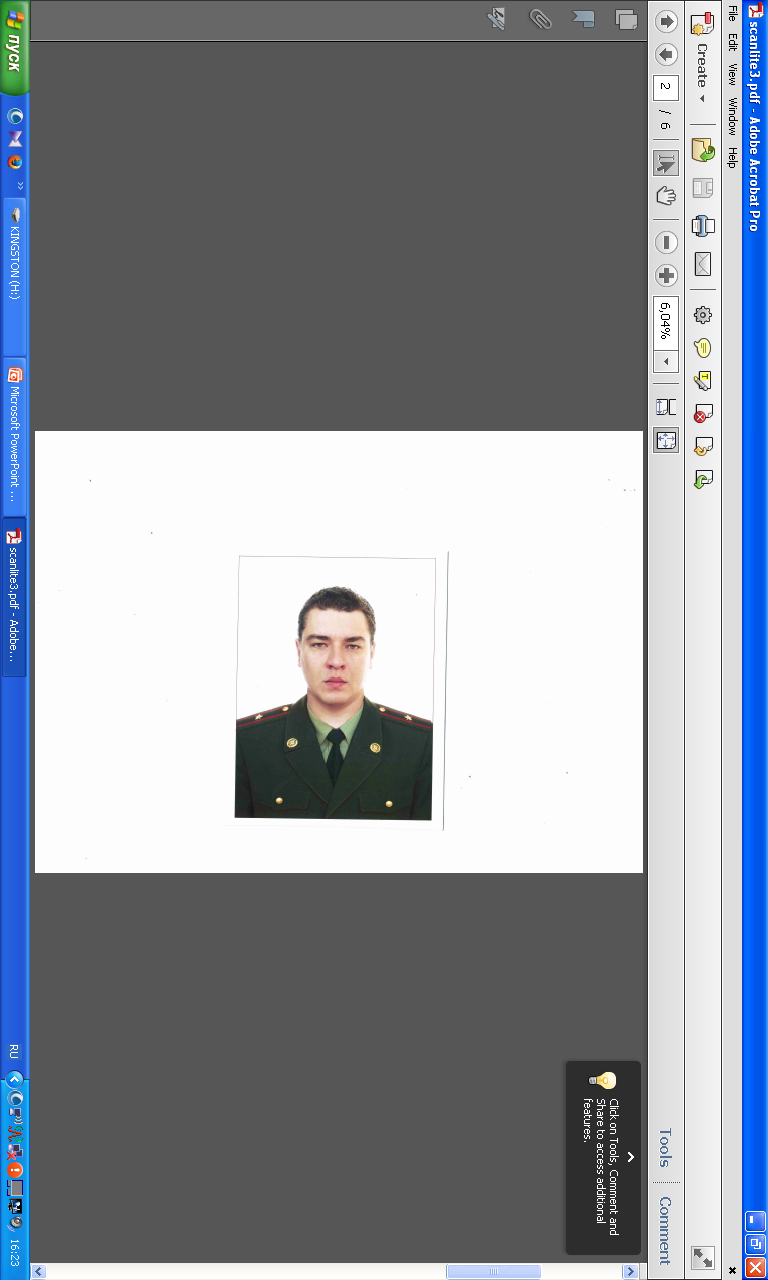 scanlite3.pdf - Adobe Acrobat Pro
File Edit View Window Help
Create
2 / 6
6,04%
Tools
Comment
Click on Tools, Comment and
Share to access additional
features.
пуск
KINGSTON (H:)
Microsoft PowerPoint ...
scanlite3.pdf - Adobe...
RU
16:23